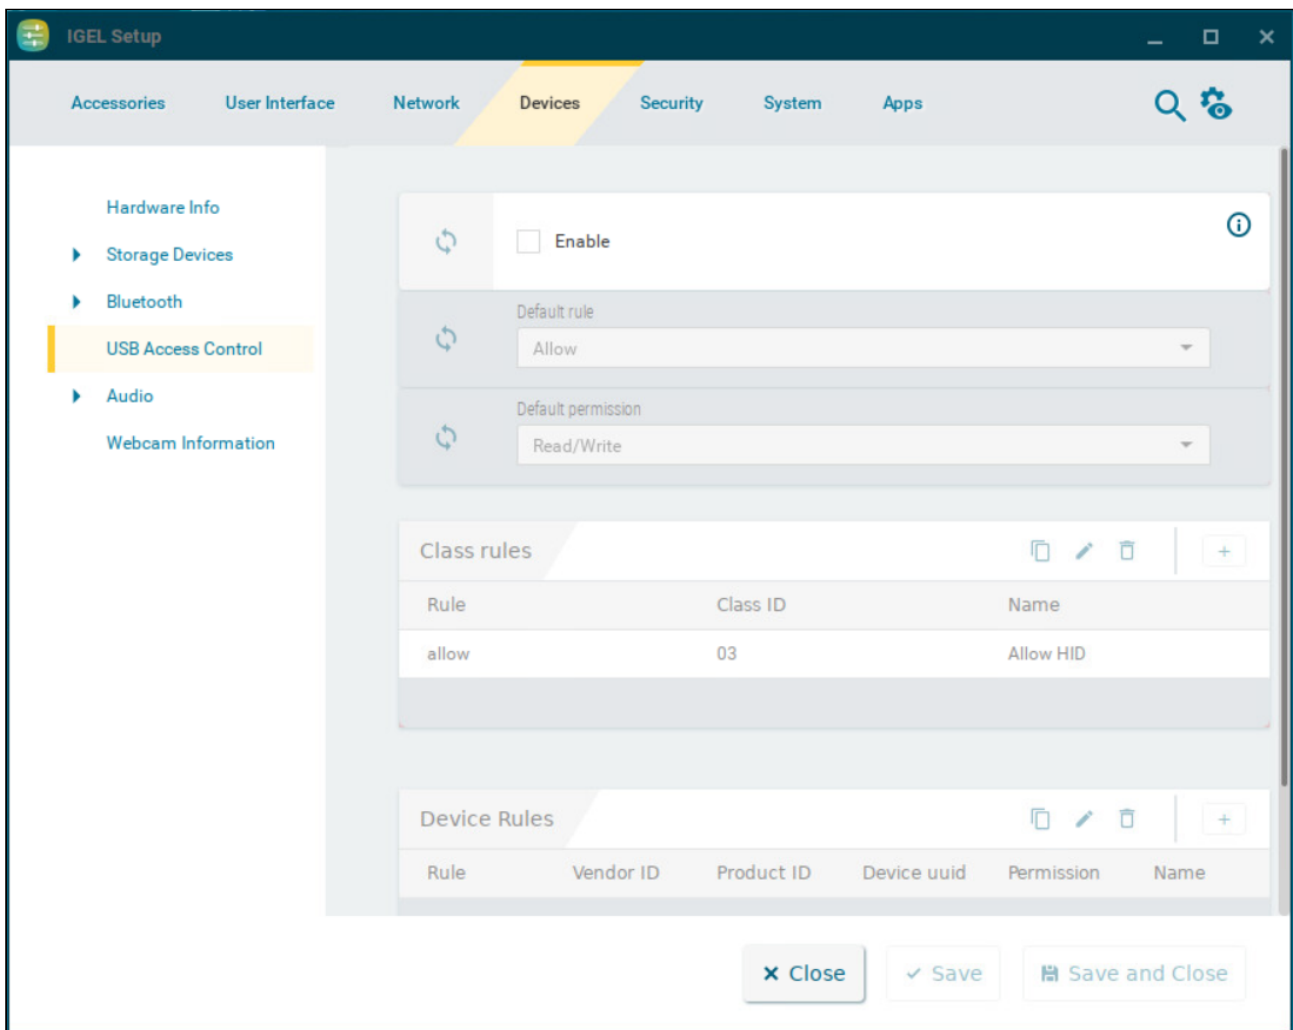 IGEL Setup
Accessories User Interface Network Devices Security System Apps
Hardware Info
Storage Devices
Bluetooth
USB Access Control
Audio
Webcam Information
Enable
Default rule
Allow
Default permission
Read/Write
Class rules
Rule Class ID Name
allow 03 Allow HID
Device Rules
Rule Vendor ID Product ID Device uuid Permission Name
Close Save Save and Close